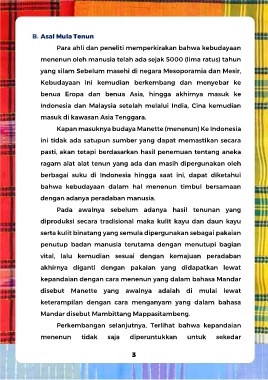 B. Asal Mula Tenun
Para ahli dan peneliti memperkirakan bahwa kebudayaan
menenun oleh manusia telah ada sejak 5000 (lima ratus) tahun
yang silam Sebelum masehi di negara Mesoporamia dan Mesir,
Kebudayaan ini kemudian berkembang dan menyebar ke
benua Eropa dan benua Asia, hingga akhirnya masuk ke
Indonesia dan Malaysia setelah melalui India, Cina kemudian
masuk di kawasan Asia Tenggara.
Kapan masuknya budaya Manette (menenun) Ke Indonesia
ini tidak ada satupun sumber yang dapat memastikan secara
pasti, akan tetapi berdasarkan hasil penemuan tentang aneka
ragam alat alat tenun yang ada dan masih dipergunakan oleh
berbagai suku di Indonesia hingga saat ini, dapat diketahui
bahwa kebudayaan dalam hal menenun timbul bersamaan
dengan adanya peradaban manusia.
Pada awalnya sebelum adanya hasil tenunan yang
diproduksi secara tradisional maka kulit kayu dan daun kayu
serta kulit binatang yang semula dipergunakan sebagai pakaian
penutup badan manusia terutama dengan menutupi bagian
vital, lalu kemudian sesuai dengan kemajuan peradaban
akhirnya diganti dengan pakaian yang didapatkan lewat
kepandaian dengan cara menenun yang dalam bahasa Mandar
disebut Manette yang awalnya adalah di mulai lewat
keterampilan dengan cara menganyam yang dalam bahasa
Mandar disebut Mambittang Mappasitambeng.
Perkembangan selanjutnya. Terlihat bahwa kepandaian
menenun tidak saja diperuntukkan untuk sekedar
3